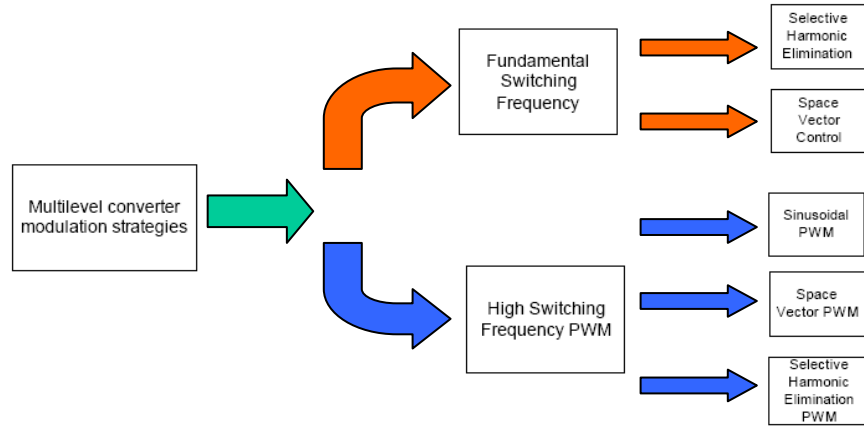 Multilevel converter
modulation strategies
Fundamental
Switching
Frequency
Selective
Harmonic
Elimination
Space
Vector
Control
High Switching
Frequency PWM
Sinusoidal
PWM
Space
Vector PWM
Selective
Harmonic
Elimination
PWM